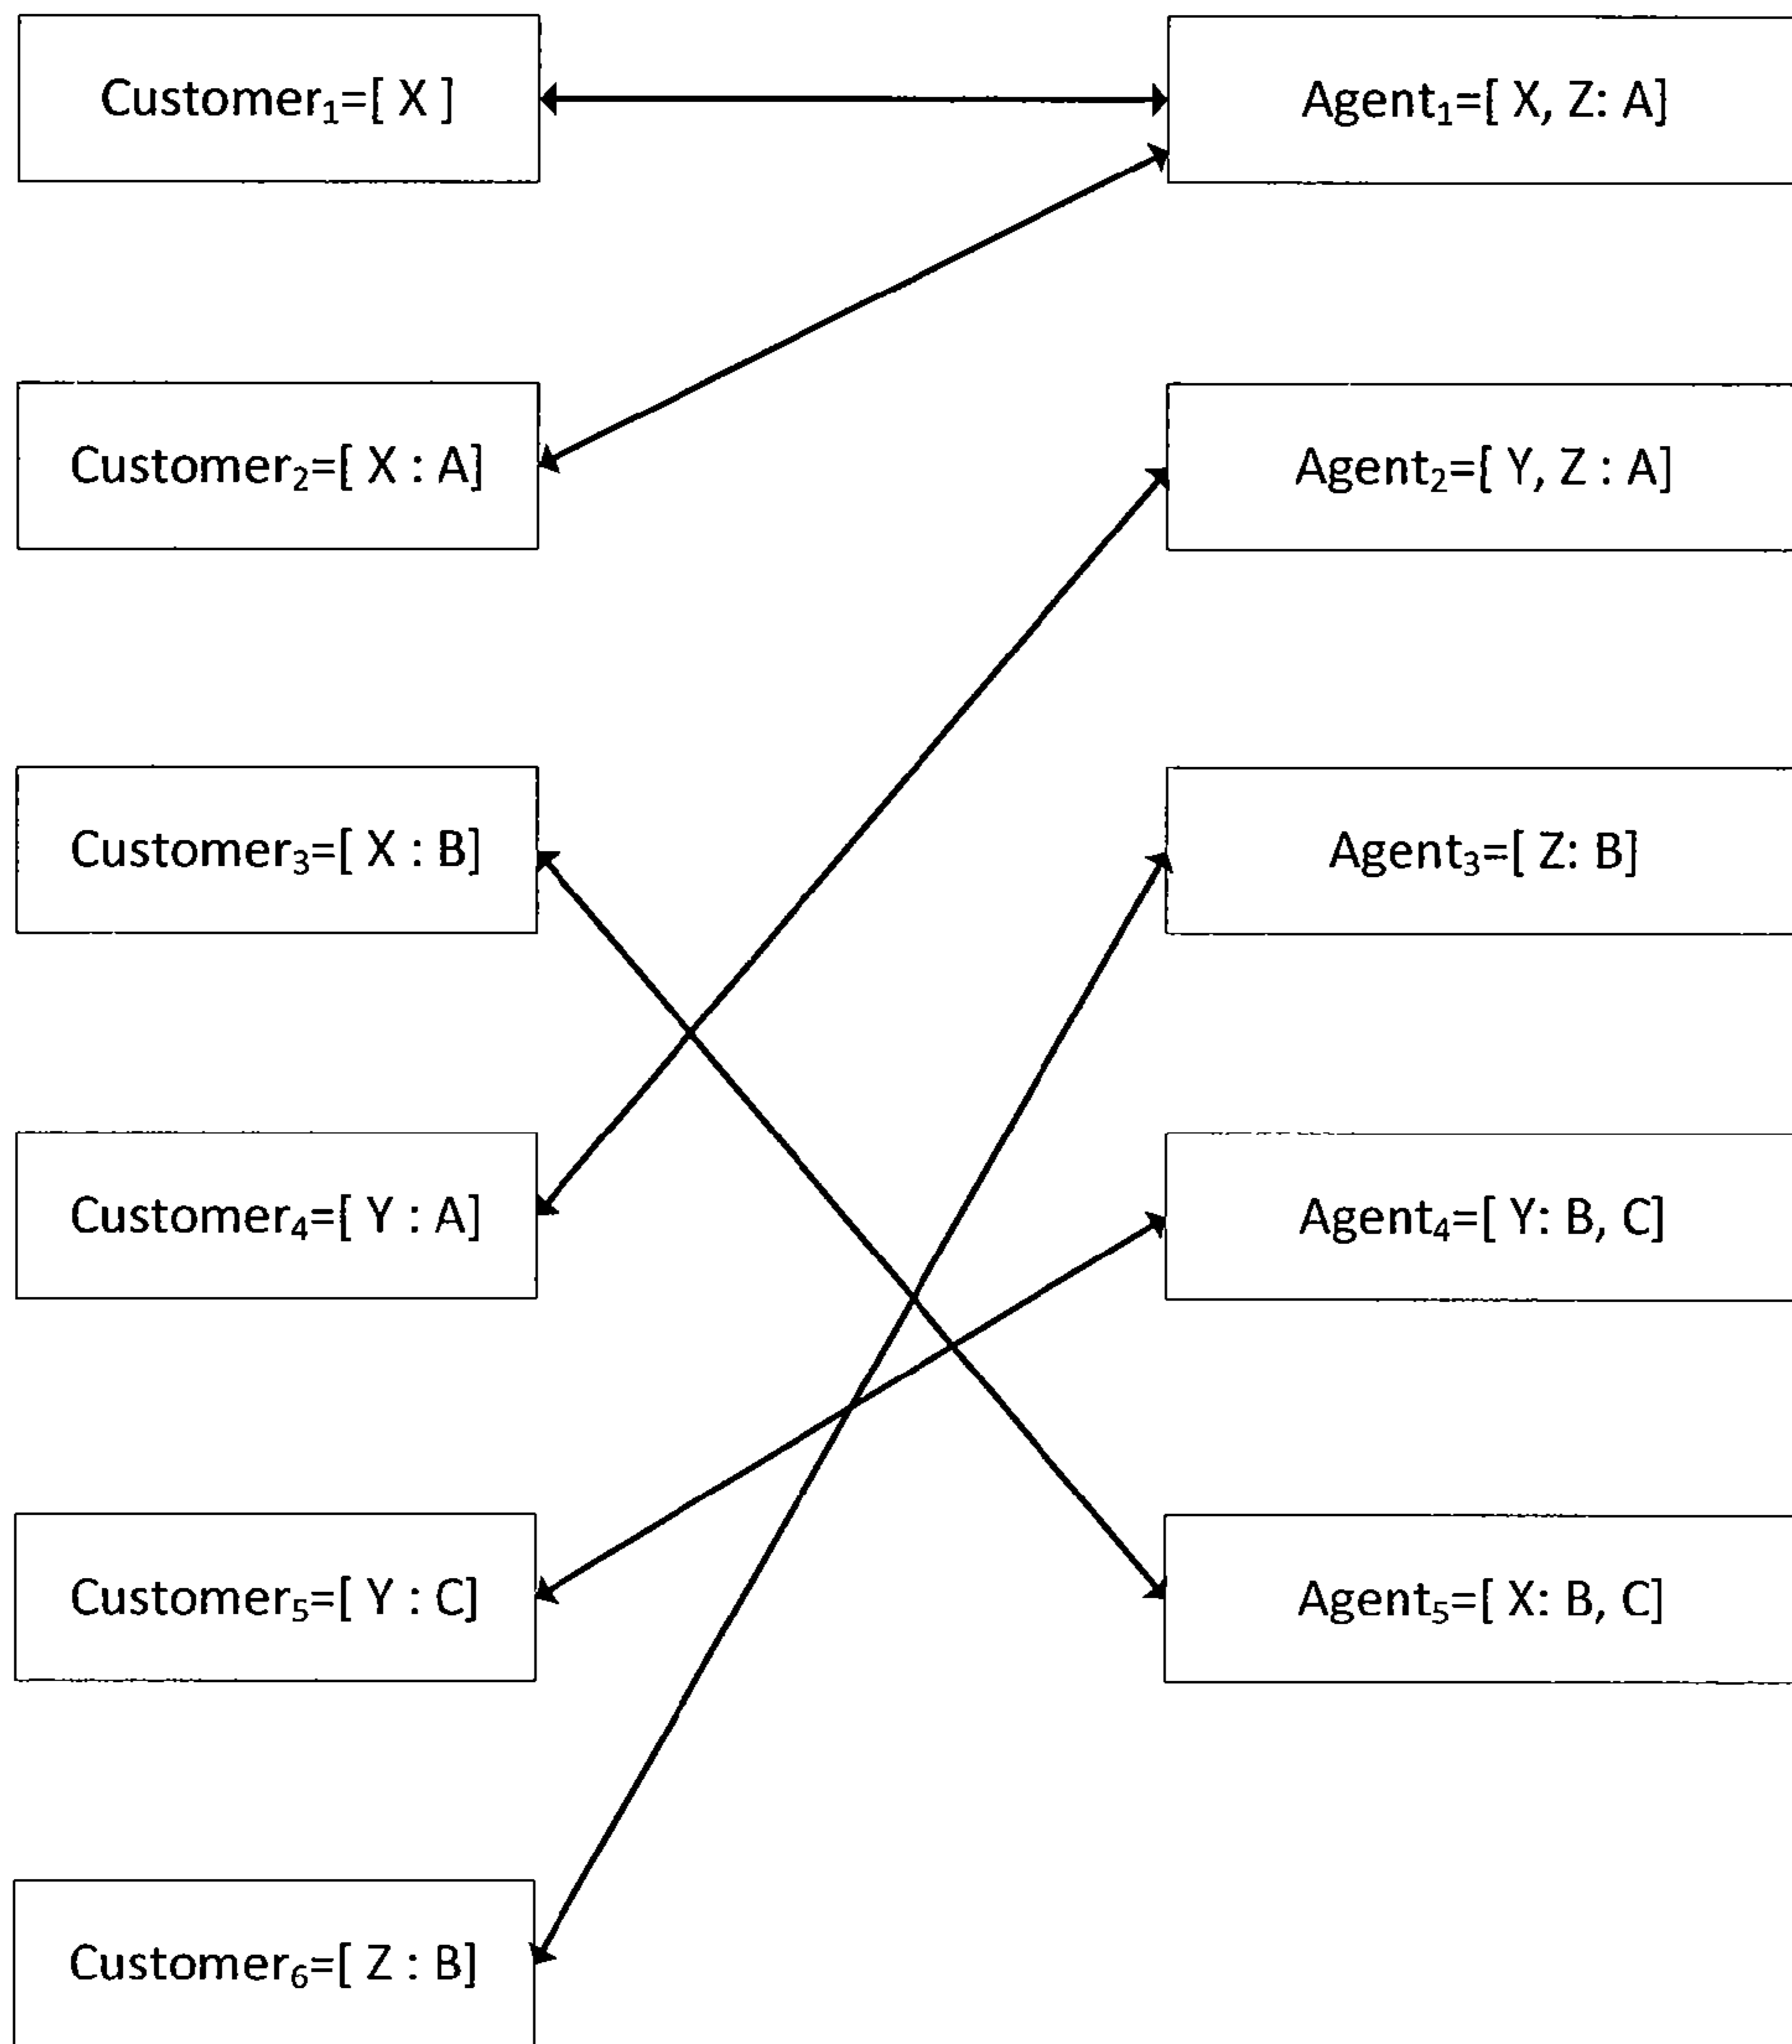 Customer₁=[ X ]
Agent₁=[ X, Z: A]
Customer₂=[ X : A]
Agent₂=[ Y, Z : A]
Customer₃=[ X : B]
Agent₃=[ Z: B]
Customer₄=[ Y : A]
Agent₄=[ Y: B, C]
Customer₅=[ Y : C]
Agent₅=[ X: B, C]
Customer₆=[ Z : B]